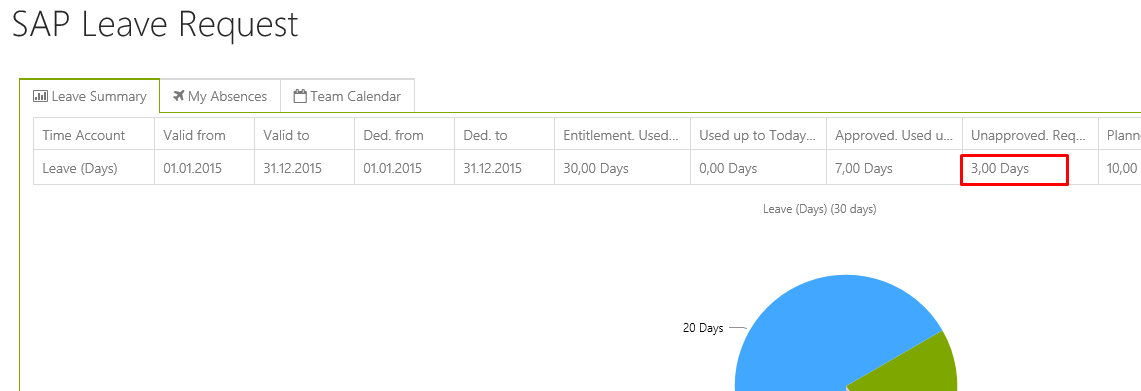 SAP Leave Request
Leave Summary My Absences Team Calendar
Time Account Valid from Valid to Ded. from Ded. to Entitlement. Used... Used up to Today... Approved. Used u... Unapproved. Req... Plann
Leave (Days) 01.01.2015 31.12.2015 01.01.2015 31.12.2015 30,00 Days 0,00 Days 7,00 Days 3,00 Days 10,00
Leave (Days) (30 days)
20 Days